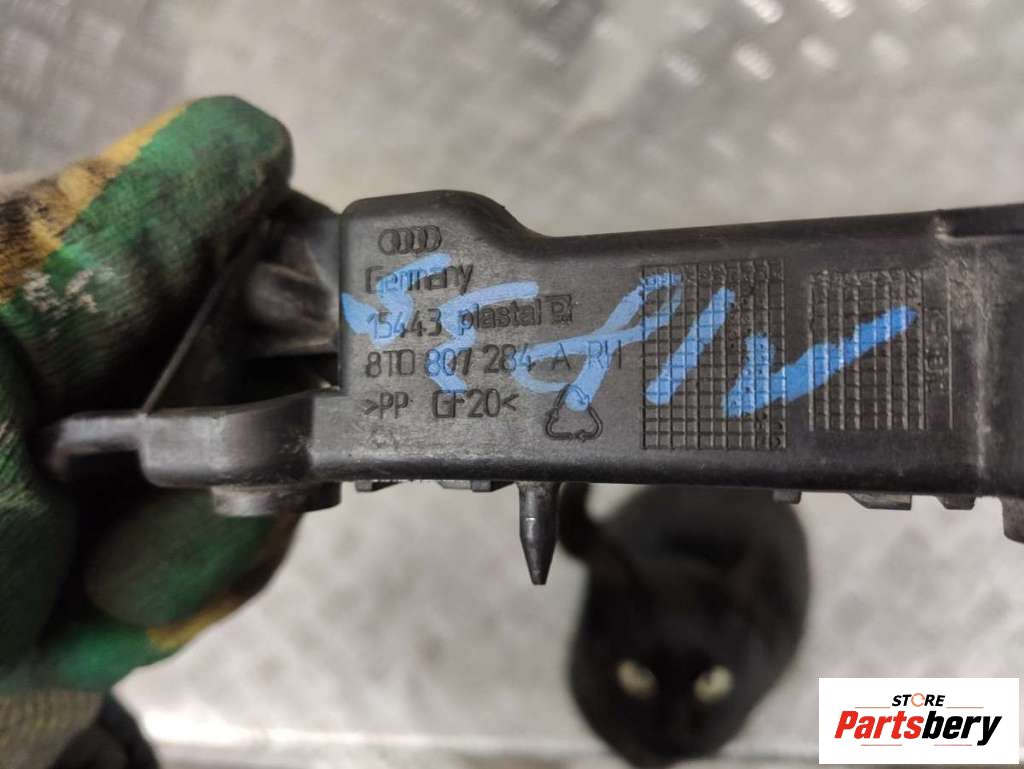 Germany
15443 plastal
8T0 807 284 A RH
>PP GF20<
STORE
Partsbery